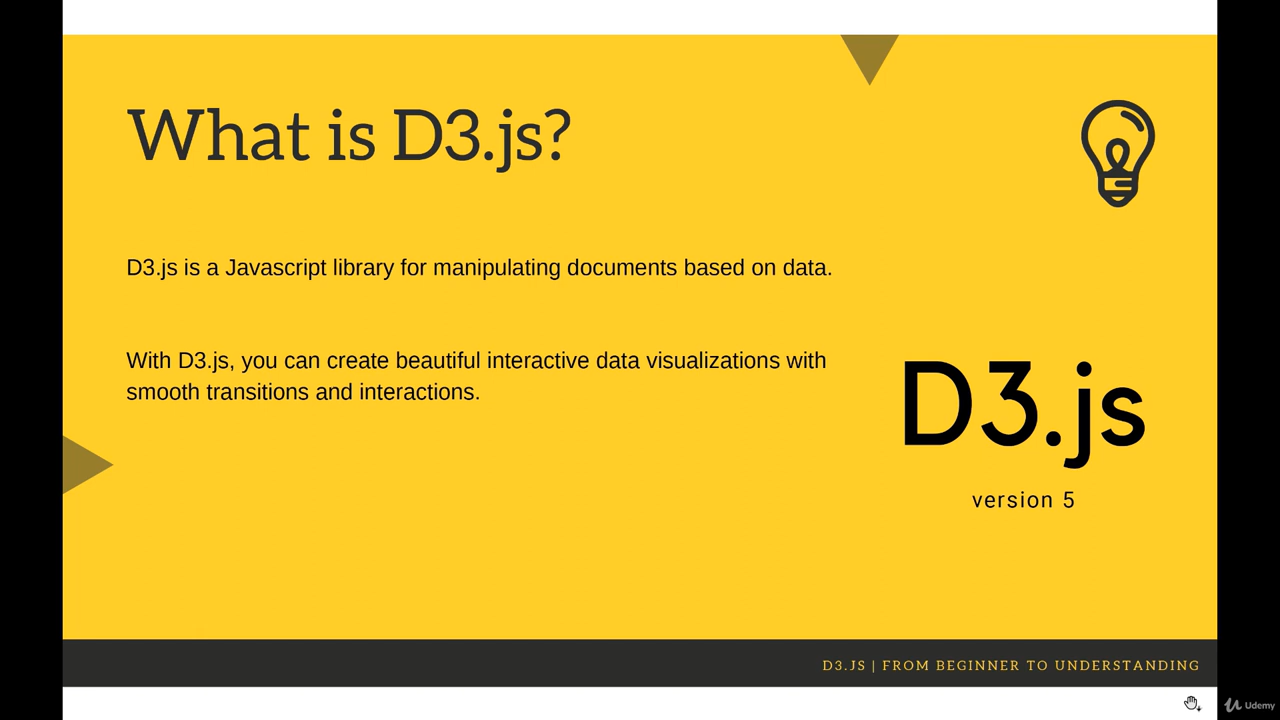 What is D3.js?
D3.js is a Javascript library for manipulating documents based on data.
With D3.js, you can create beautiful interactive data visualizations with
smooth transitions and interactions.
D3.js
version 5
D3.JS | FROM BEGINNER TO UNDERSTANDING
Udemy